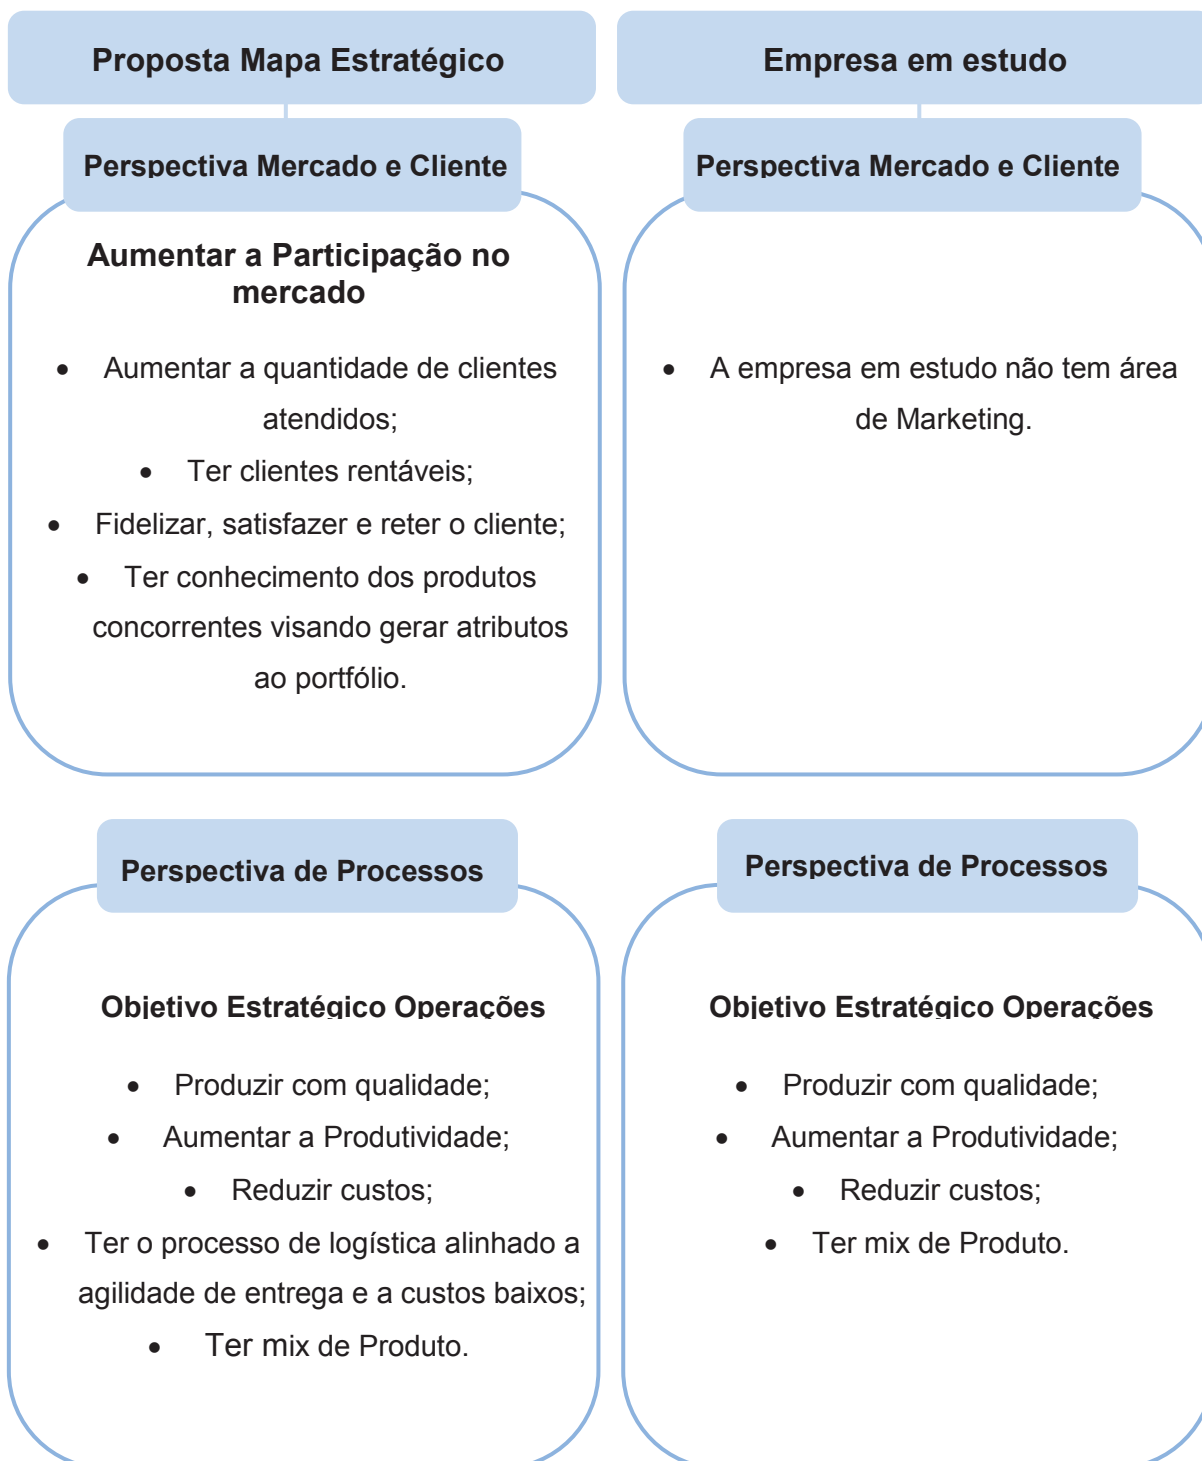 Proposta Mapa Estratégico
Empresa em estudo
Perspectiva Mercado e Cliente
Aumentar a Participação no
mercado
• Aumentar a quantidade de clientes
atendidos;
• Ter clientes rentáveis;
• Fidelizar, satisfazer e reter o cliente;
• Ter conhecimento dos produtos
concorrentes visando gerar atributos
ao portfólio.
Perspectiva Mercado e Cliente
• A empresa em estudo não tem área
de Marketing.
Perspectiva de Processos
Objetivo Estratégico Operações
• Produzir com qualidade;
• Aumentar a Produtividade;
• Reduzir custos;
• Ter o processo de logística alinhado a
agilidade de entrega e a custos baixos;
• Ter mix de Produto.
Perspectiva de Processos
Objetivo Estratégico Operações
• Produzir com qualidade;
• Aumentar a Produtividade;
• Reduzir custos;
• Ter mix de Produto.